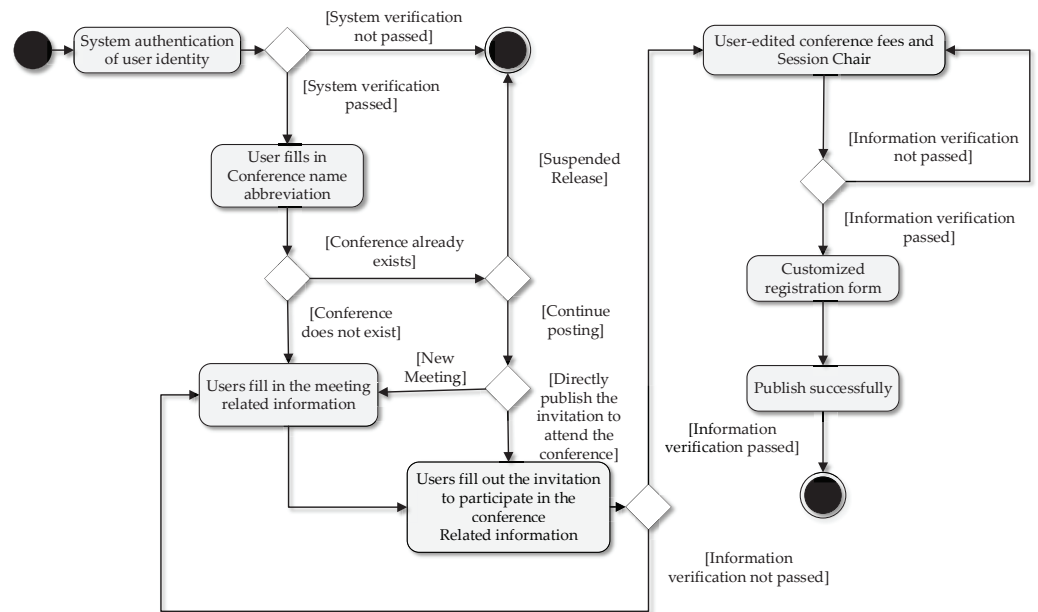 System authentication
of user identity
[System verification
not passed]
[System verification
passed]
User fills in
Conference name
abbreviation
[Suspended
Release]
[Conference already
exists]
[Conference
does not exist]
[Continue
posting]
[New
Meeting]
Users fill in the meeting
related information
[Directly
publish the
invitation to
attend the
conference]
Users fill out the invitation
to participate in the
conference
Related information
[Information
verification passed]
[Information
verification not passed]
User-edited conference fees and
Session Chair
[Information verification
not passed]
[Information verification
passed]
Customized
registration form
Publish successfully